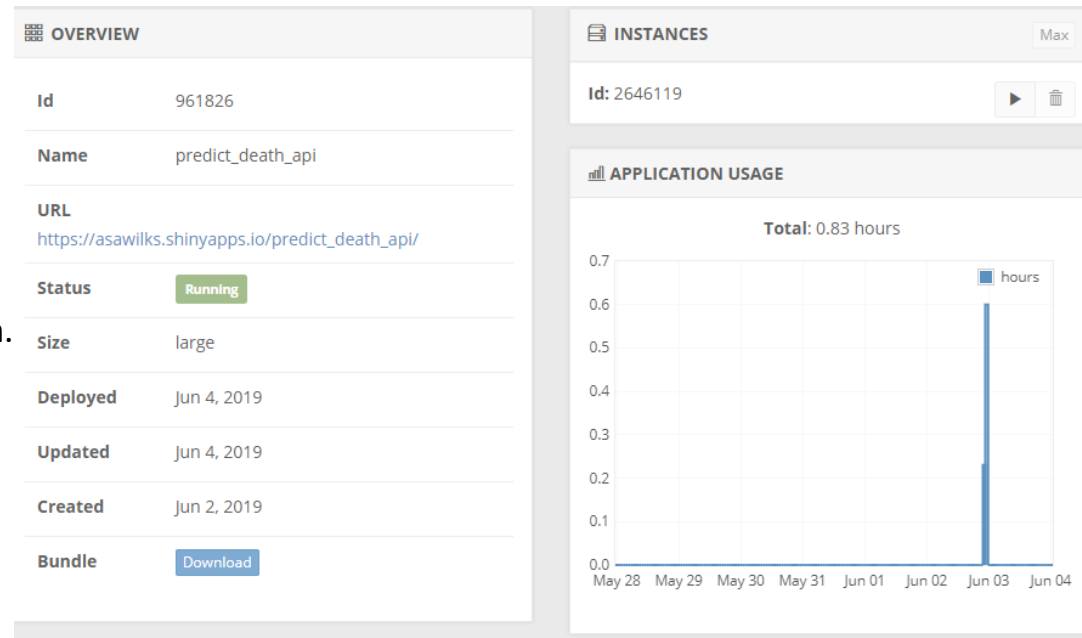 OVERVIEW
Id 961826
Name predict_death_api
URL
https://asawilks.shinyapps.io/predict_death_api/
Status Running
Size large
Deployed Jun 4, 2019
Updated Jun 4, 2019
Created Jun 2, 2019
Bundle Download
INSTANCES Max
Id: 2646119
APPLICATION USAGE
Total: 0.83 hours
hours
0.7
0.6
0.5
0.4
0.3
0.2
0.1
0.0
May 28 May 29 May 30 May 31 Jun 01 Jun 02 Jun 03 Jun 04